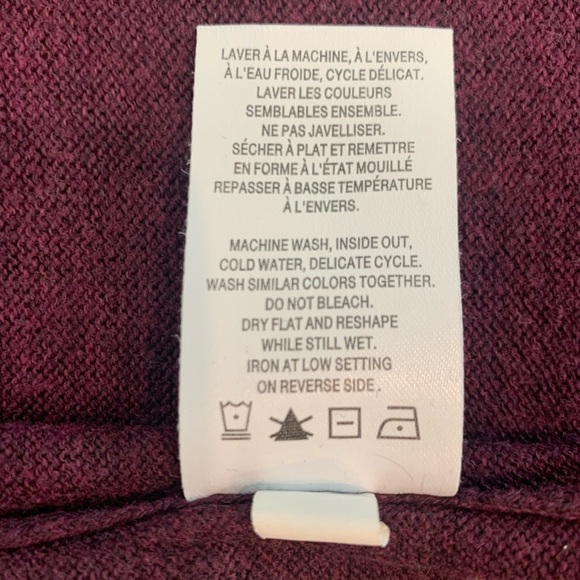 LAVER À LA MACHINE, À L'ENVERS,
À L'EAU FROIDE, CYCLE DÉLICAT.
LAVER LES COULEURS
SEMBLABLES ENSEMBLE.
NE PAS JAVELLISER.
SÉCHER À PLAT ET REMETTRE
EN FORME À L'ÉTAT MOUILLÉ
REPASSER À BASSE TEMPÉRATURE
À L'ENVERS.
MACHINE WASH, INSIDE OUT,
COLD WATER, DELICATE CYCLE.
WASH SIMILAR COLORS TOGETHER.
DO NOT BLEACH.
DRY FLAT AND RESHAPE
WHILE STILL WET.
IRON AT LOW SETTING
ON REVERSE SIDE .